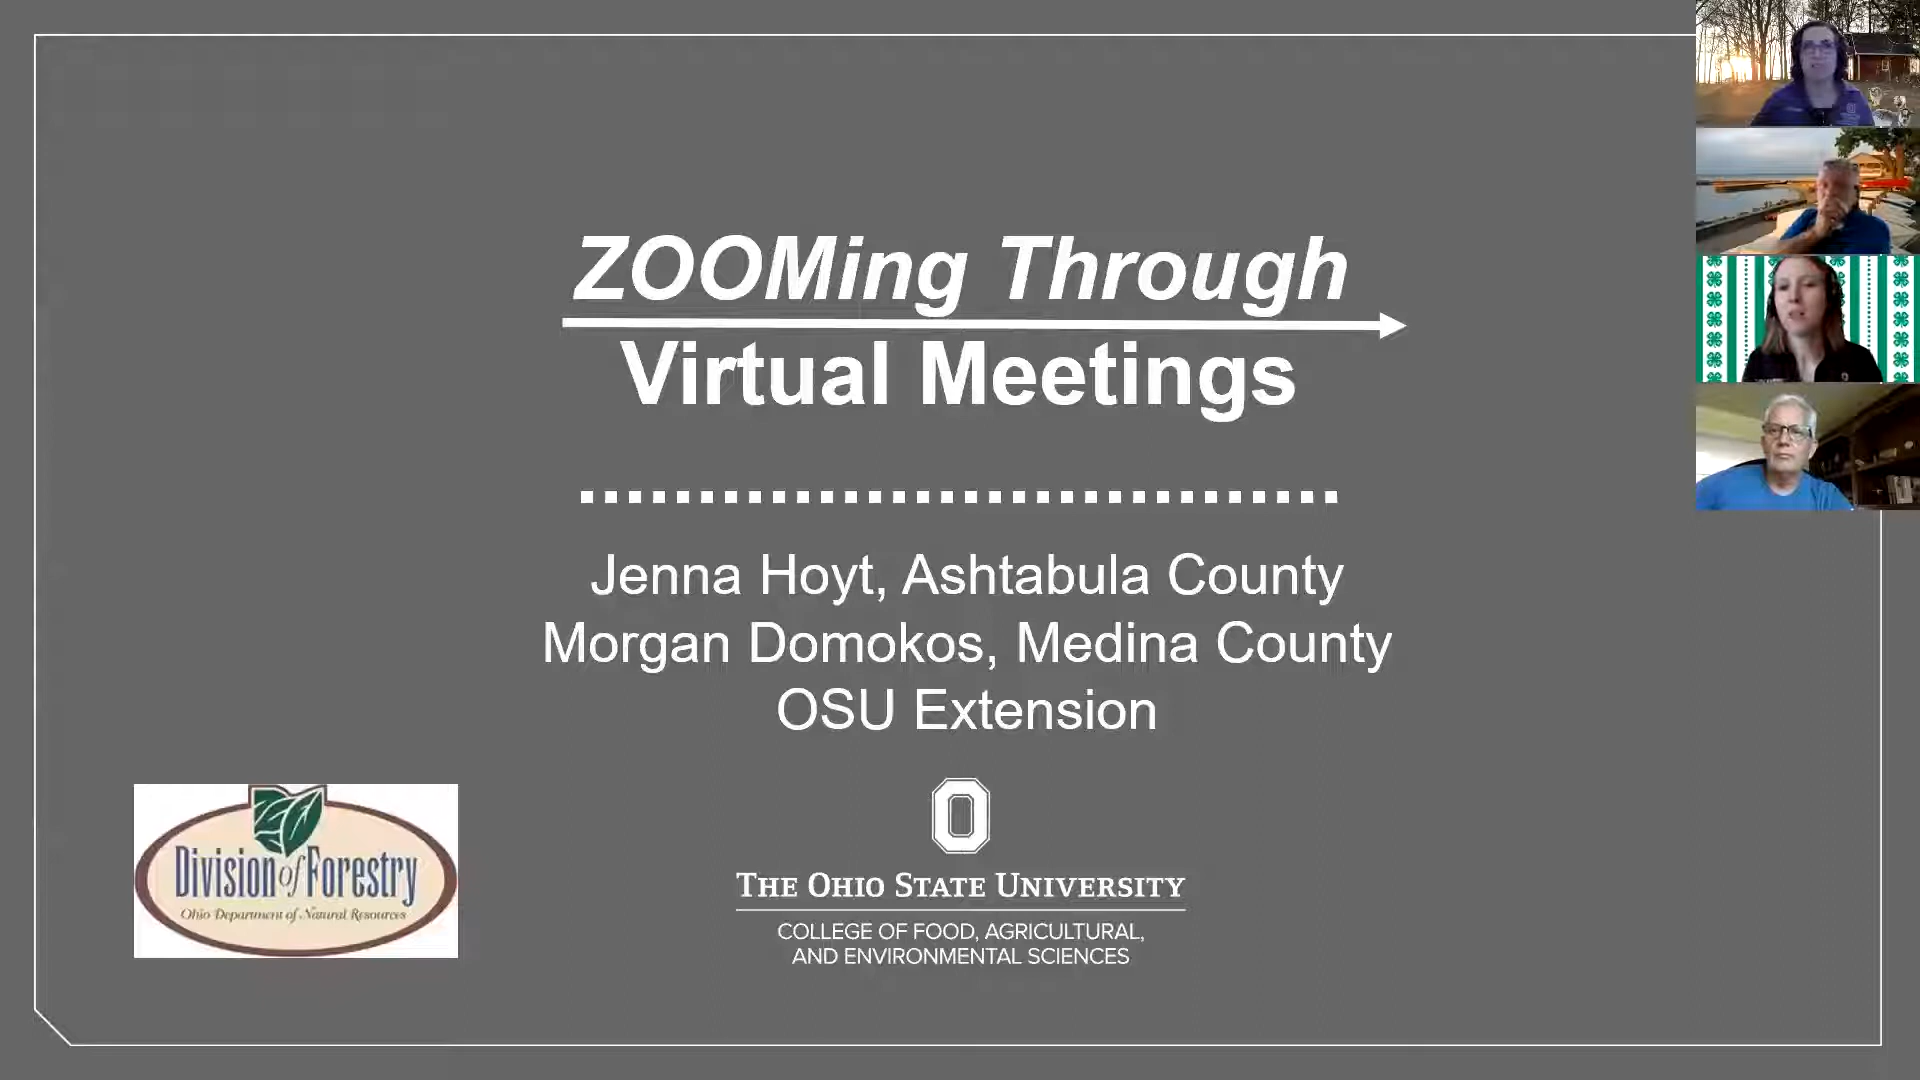 ZOOMing Through
Virtual Meetings
Jenna Hoyt, Ashtabula County
Morgan Domokos, Medina County
OSU Extension
Division of Forestry
Ohio Department of Natural Resources
THE OHIO STATE UNIVERSITY
COLLEGE OF FOOD, AGRICULTURAL,
AND ENVIRONMENTAL SCIENCES